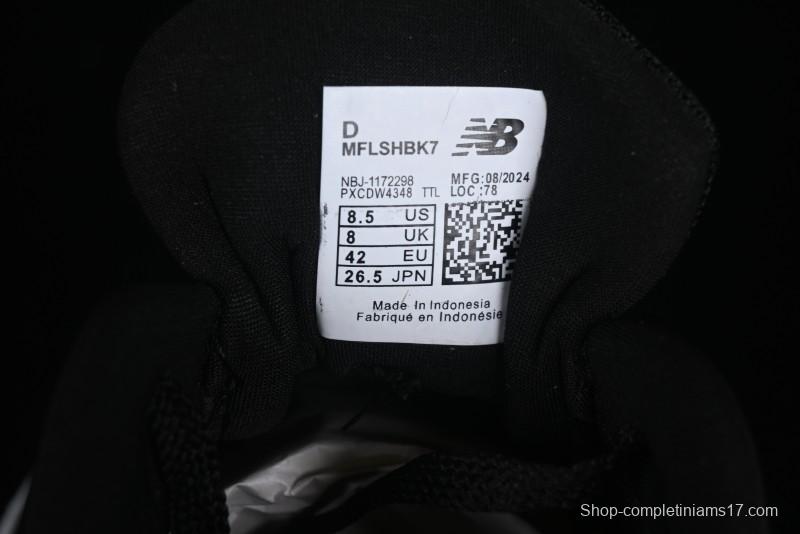 D
MFLSHBK7
NB
NBJ-1172298
PXCDW4348 TTL
MFG:08/2024
LOC :78
8.5 US
8 UK
42 EU
26.5 JPN
Made In Indonesia
Fabriqué en Indonésie
Shop-completiniams17.com